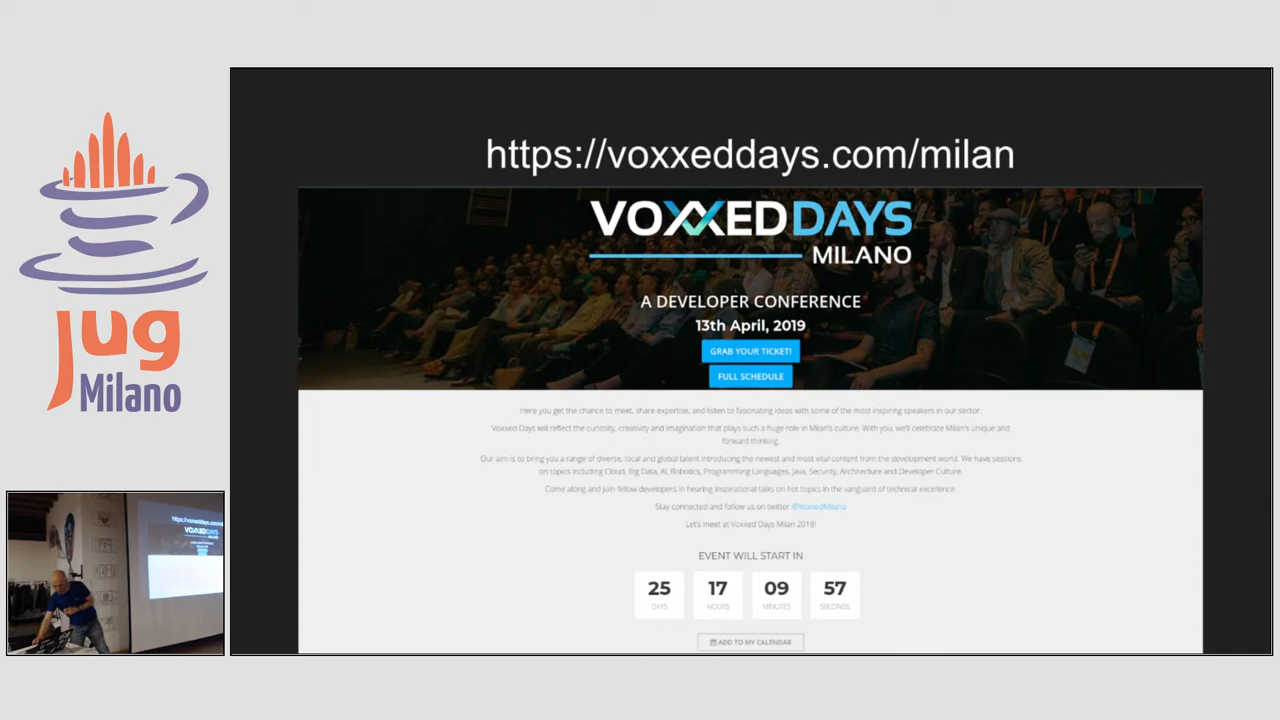 jug
Milano
https://voxxeddays.com/milan
VOXXEDDAYS
MILANO
A DEVELOPER CONFERENCE
13th April, 2019
GRAB YOUR TICKET!
FULL SCHEDULE
Here you get the chance to meet, share expertise, and listen to fascinating ideas with some of the most inspiring speakers in our sector.
Voxxed Days will reflect the curiosity, creativity and imagination that plays such a huge role in Milan's culture. With you, we'll celebrate Milan's unique and
forward thinking.
Our aim is to bring you a range of diverse, local and global talent introducing the newest and most vital content from the development world. We have sessions
on topics including Cloud, Big Data, AI, Robotics, Programming Languages, Java, Security, Architecture and Developer Culture.
Come along and join fellow developers in hearing inspirational talks on hot topics in the vanguard of technical excellence.
Stay connected and follow us on twitter @VoxxedMilano
Let's meet at Voxxed Days Milan 2019!
EVENT WILL START IN
25 17 09 57
DAYS HOURS MINUTES SECONDS
ADD TO MY CALENDAR
https://voxxeddays.com/mil
VOXXEDDAYS
MILANO